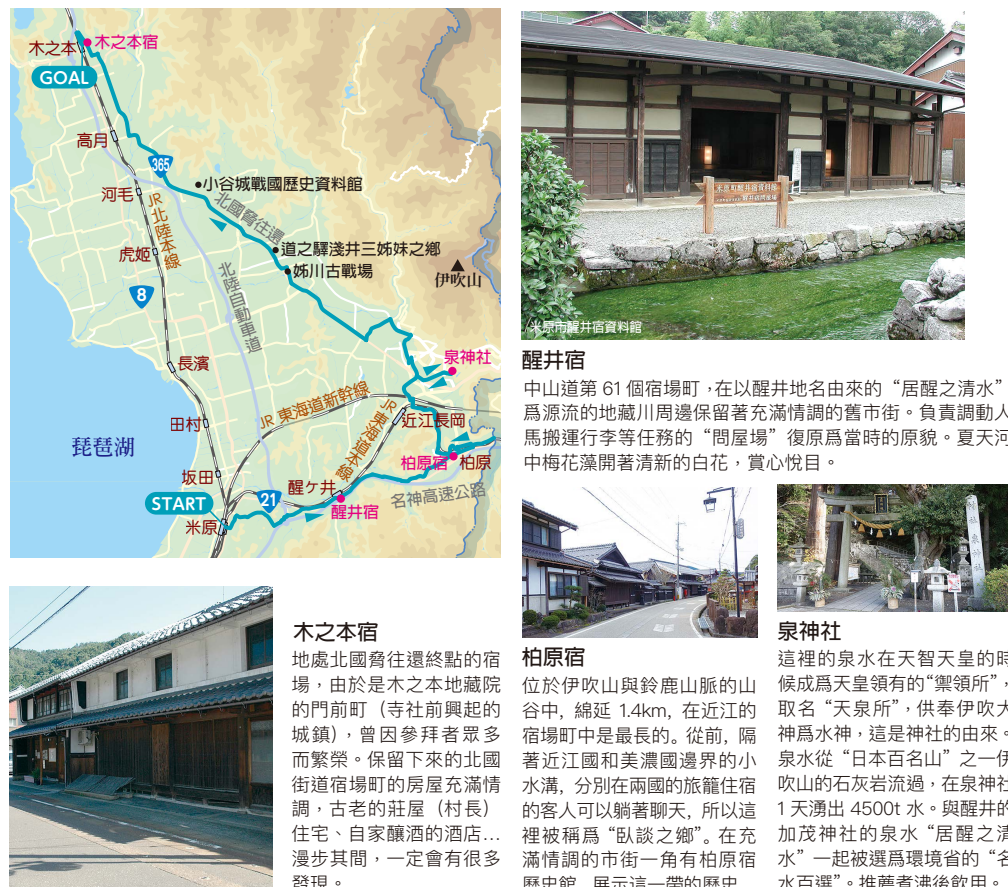 木之本
木之本宿
GOAL
高月
365
小谷城戰國歷史資料館
河毛
JR北陸本線
北國脅往還
虎姬
道之驛淺井三姊妹之鄉
姊川古戰場
伊吹山
8
北陸自動車道
長濱
泉神社
JR 東海道新幹線
JR 東海道本線
田村
近江長岡
琵琶湖
柏原宿
柏原
坂田
醒ケ井
名神高速公路
START
21
醒井宿
米原
米原市醒井宿資料館
醒井宿
中山道第 61 個宿場町，在以醒井地名由來的“居醒之清水”
爲源流的地藏川周邊保留著充滿情調的舊市街。負責調動人
馬搬運行李等任務的“問屋場”復原爲當時的原貌。夏天河
中梅花藻開著清新的白花，賞心悅目。
木之本宿
地處北國脅往還終點的宿
場，由於是木之本地藏院
的門前町（寺社前興起的
城鎮），曾因參拜者眾多
而繁榮。保留下來的北國
街道宿場町的房屋充滿情
調，古老的莊屋（村長）
住宅、自家釀酒的酒店…
漫步其間，一定會有很多
發現。
柏原宿
位於伊吹山與鈴鹿山脈的山
谷中, 綿延 1.4km, 在近江的
宿場町中是最長的。從前, 隔
著近江國和美濃國邊界的小
水溝, 分別在兩國的旅籠住宿
的客人可以躺著聊天, 所以這
裡被稱爲“臥談之鄉”。在充
滿情調的市街一角有柏原宿
歷史館，展示這一帶的歷史
泉神社
這裡的泉水在天智天皇的時
候成爲天皇領有的“禦領所”，
取名“天泉所”，供奉伊吹大
神爲水神，這是神社的由來。
泉水從“日本百名山”之一伊
吹山的石灰岩流過，在泉神社
1 天湧出 4500t 水。與醒井的
加茂神社的泉水“居醒之清
水”一起被選爲環境省的“名
水百選”。推薦煮沸後飲用。